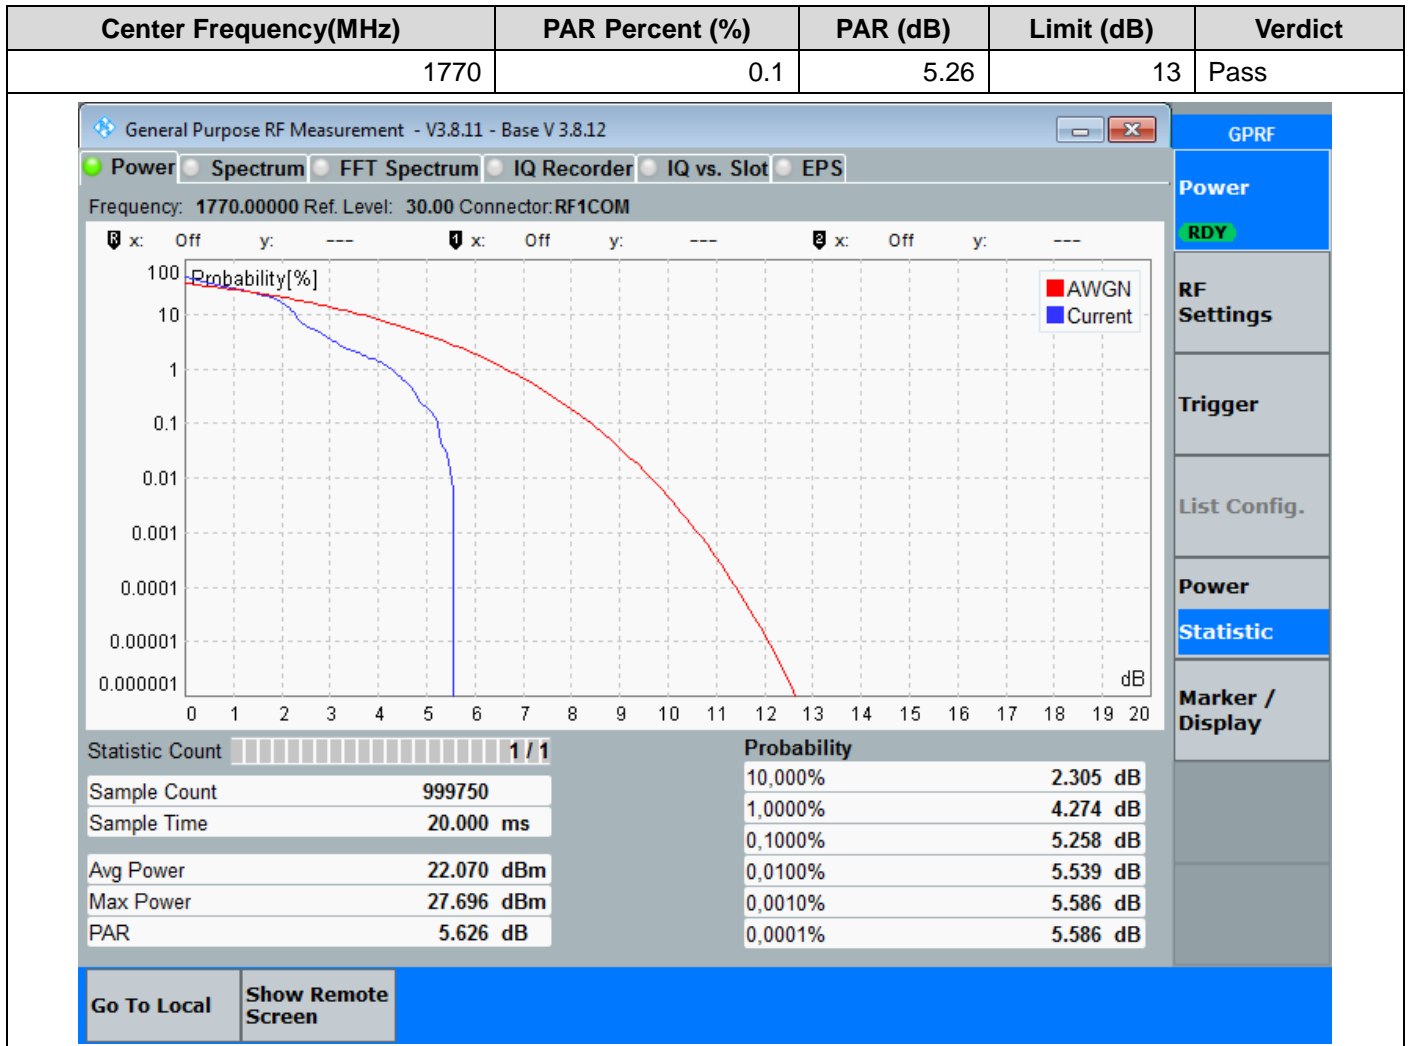 Center Frequency(MHz) PAR Percent (%) PAR (dB) Limit (dB) Verdict
1770 0.1 5.26 13 Pass
General Purpose RF Measurement - V3.8.11 - Base V 3.8.12
GPRF
Power Spectrum FFT Spectrum IQ Recorder IQ vs. Slot EPS
Frequency: 1770.00000 Ref. Level: 30.00 Connector: RF1COM
R x: Off y: --- 1 x: Off y: --- 2 x: Off y: ---
Probability[%]
100
10
1
0.1
0.01
0.001
0.0001
0.00001
0.000001
AWGN
Current
dB
0 1 2 3 4 5 6 7 8 9 10 11 12 13 14 15 16 17 18 19 20
Statistic Count 1 / 1
Sample Count 999750
Sample Time 20.000 ms
Avg Power 22.070 dBm
Max Power 27.696 dBm
PAR 5.626 dB
Probability
10,000% 2.305 dB
1,0000% 4.274 dB
0,1000% 5.258 dB
0,0100% 5.539 dB
0,0010% 5.586 dB
0,0001% 5.586 dB
Power
RDY
RF
Settings
Trigger
List Config.
Power
Statistic
Marker /
Display
Go To Local
Show Remote
Screen